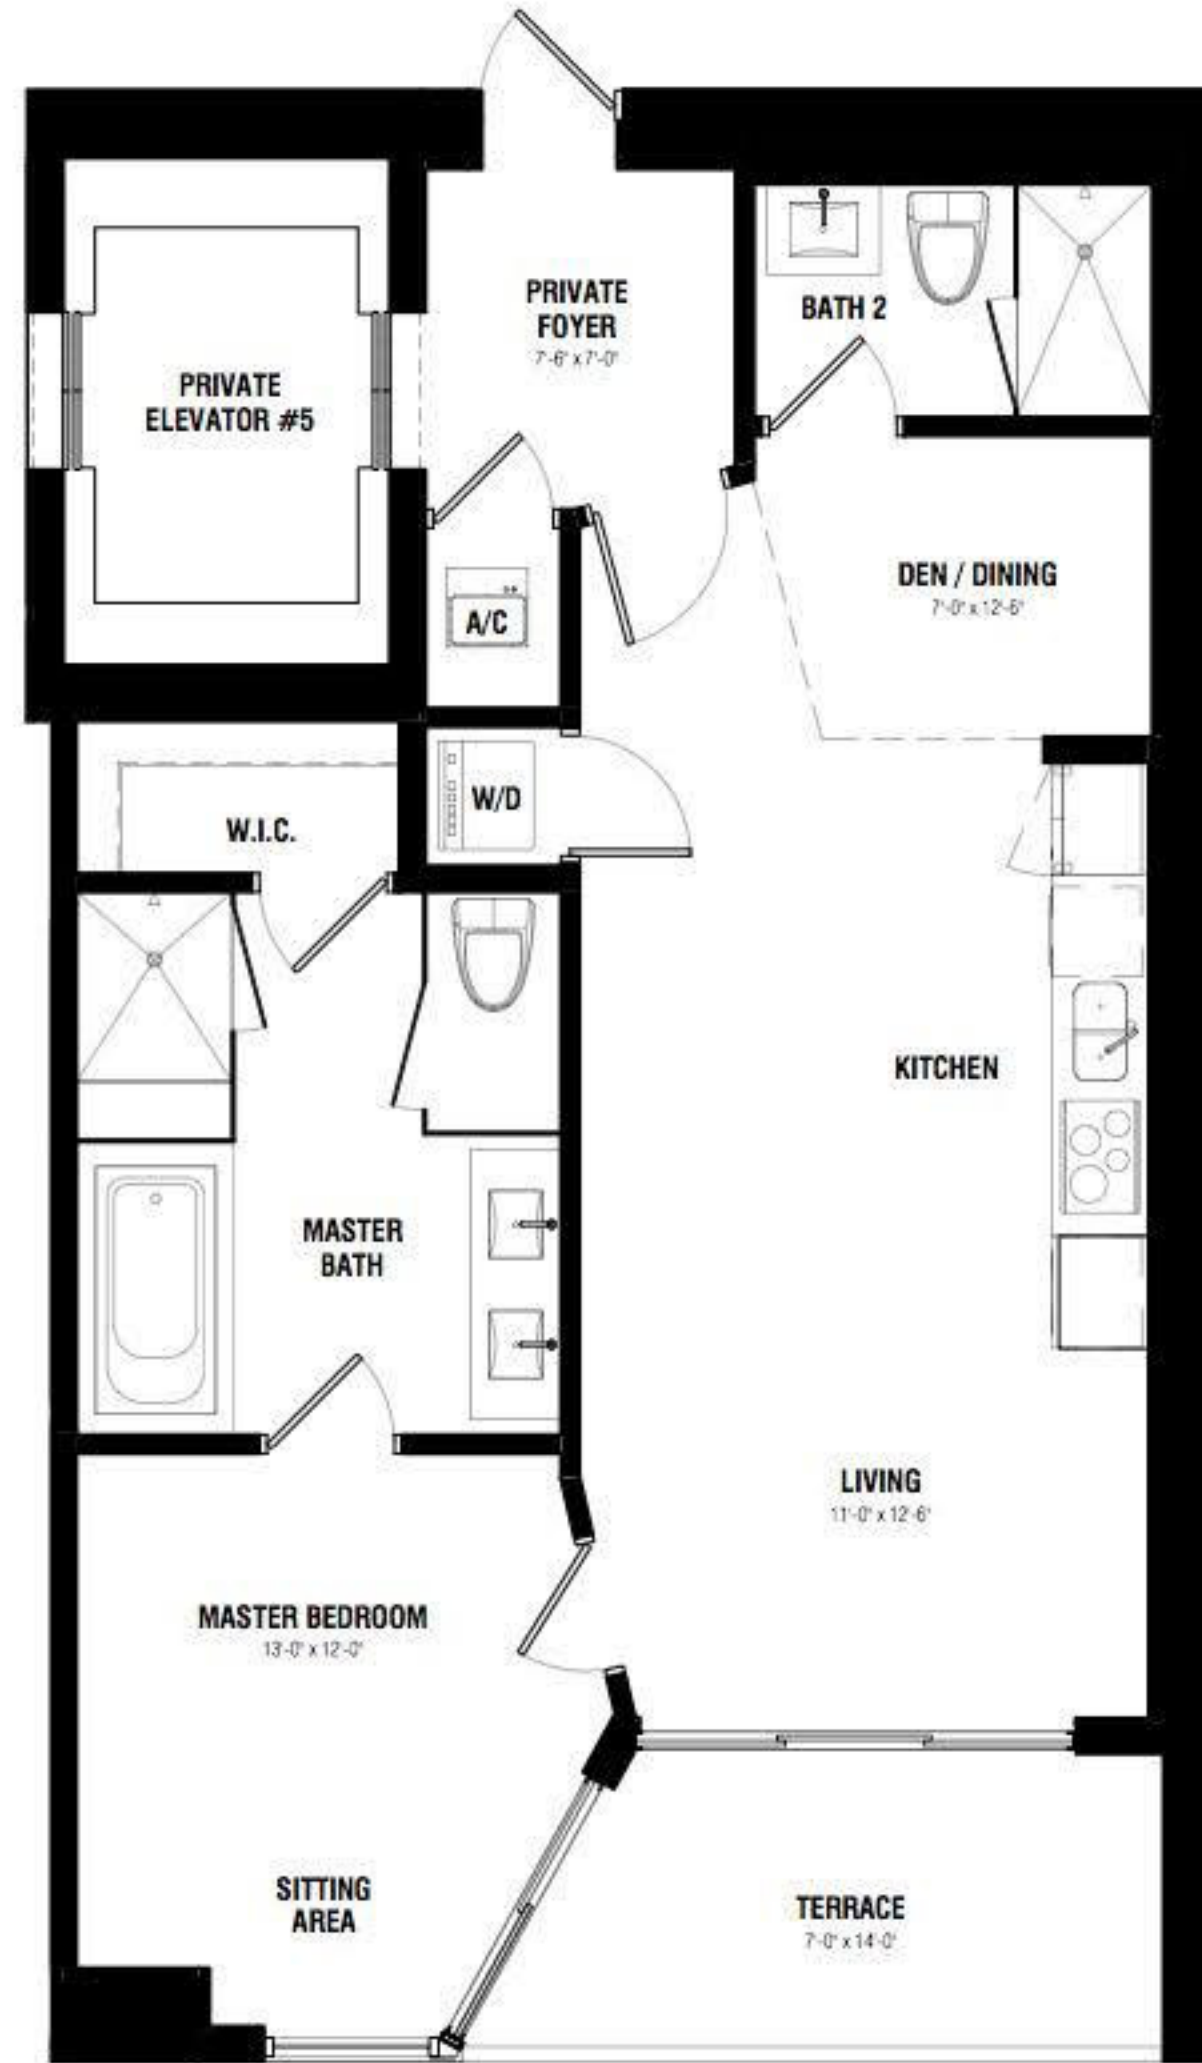 PRIVATE
FOYER
7'-6" x 7'-0"
BATH 2
PRIVATE
ELEVATOR #5
DEN / DINING
7'-0" x 12'-6"
A/C
W/D
W.I.C.
KITCHEN
MASTER
BATH
LIVING
11'-0" x 12'-6"
MASTER BEDROOM
13'-0" x 12'-0"
SITTING
AREA
TERRACE
7'-0" x 14'-0"